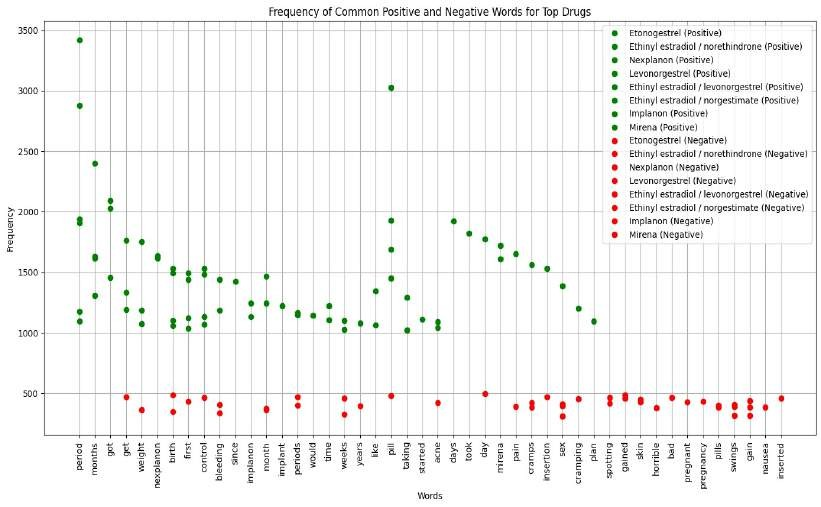 Frequency of Common Positive and Negative Words for Top Drugs
Etonogestrel (Positive)
Ethinyl estradiol / norethindrone (Positive)
Nexplanon (Positive)
Levonorgestrel (Positive)
Ethinyl estradiol / levonorgestrel (Positive)
Ethinyl estradiol / norgestimate (Positive)
Implanon (Positive)
Mirena (Positive)
Etonogestrel (Negative)
Ethinyl estradiol / norethindrone (Negative)
Nexplanon (Negative)
Levonorgestrel (Negative)
Ethinyl estradiol / levonorgestrel (Negative)
Ethinyl estradiol / norgestimate (Negative)
Implanon (Negative)
Mirena (Negative)
Frequency
3500
3000
2500
2000
1500
1000
500
period
months
got
get
weight
nexplanon
birth
first
control
bleeding
since
implanon
month
implant
periods
would
time
weeks
years
like
pill
taking
started
acne
days
took
day
mirena
pain
cramps
insertion
sex
cramping
plan
spotting
gained
skin
horrible
bad
pregnant
pregnancy
pills
swings
gain
nausea
inserted
Words